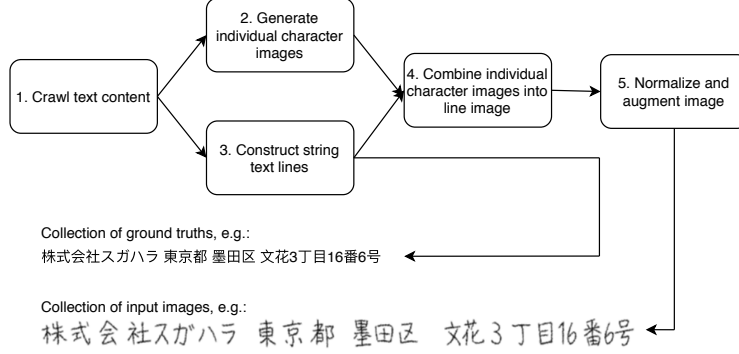 2. Generate
individual character
images
1. Crawl text content
4. Combine individual
character images into
line image
5. Normalize and
augment image
3. Construct string
text lines
Collection of ground truths, e.g.:
株式会社スガハラ 東京都 墨田区 文花3丁目16番6号
Collection of input images, e.g.:
株式会社スガハラ 東京都 墨田区 文花3丁目16番6号